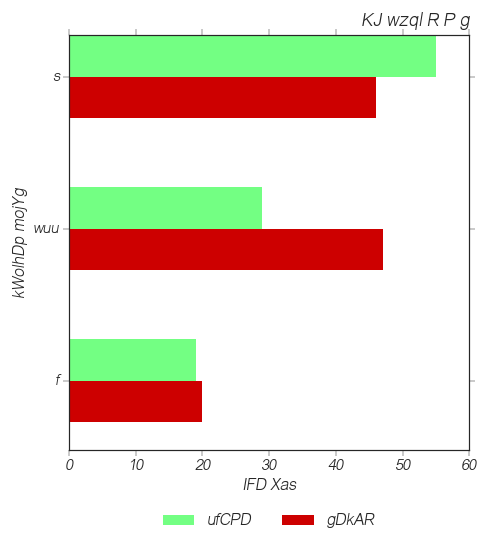 KJ wzql R P g
kWolhDp mojYg
s
wuu
f
0 10 20 30 40 50 60
IFD Xas
ufCPD gDkAR